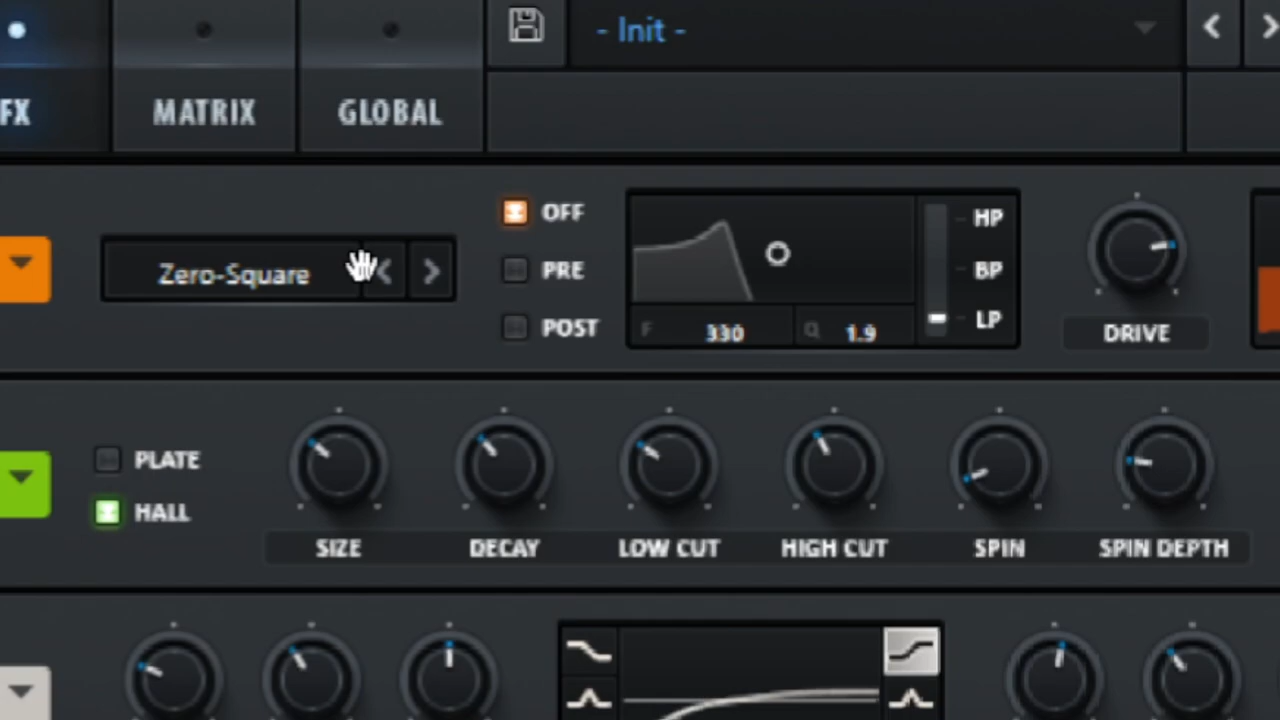 - Init -
FX MATRIX GLOBAL
OFF HP
Zero-Square PRE BP
POST LP
F 330 Q 1.9 DRIVE
PLATE
HALL
SIZE DECAY LOW CUT HIGH CUT SPIN SPIN DEPTH